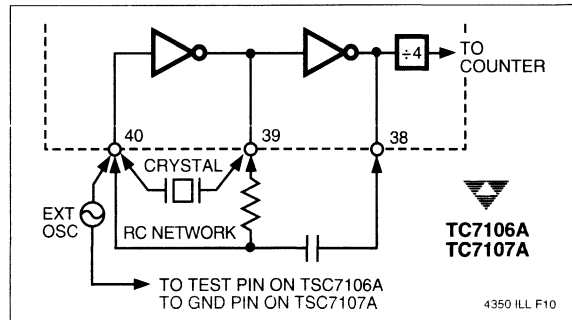 ÷4
TO
COUNTER
40
39
38
CRYSTAL
EXT
OSC
RC NETWORK
TC7106A
TC7107A
TO TEST PIN ON TSC7106A
TO GND PIN ON TSC7107A
4350 ILL F10